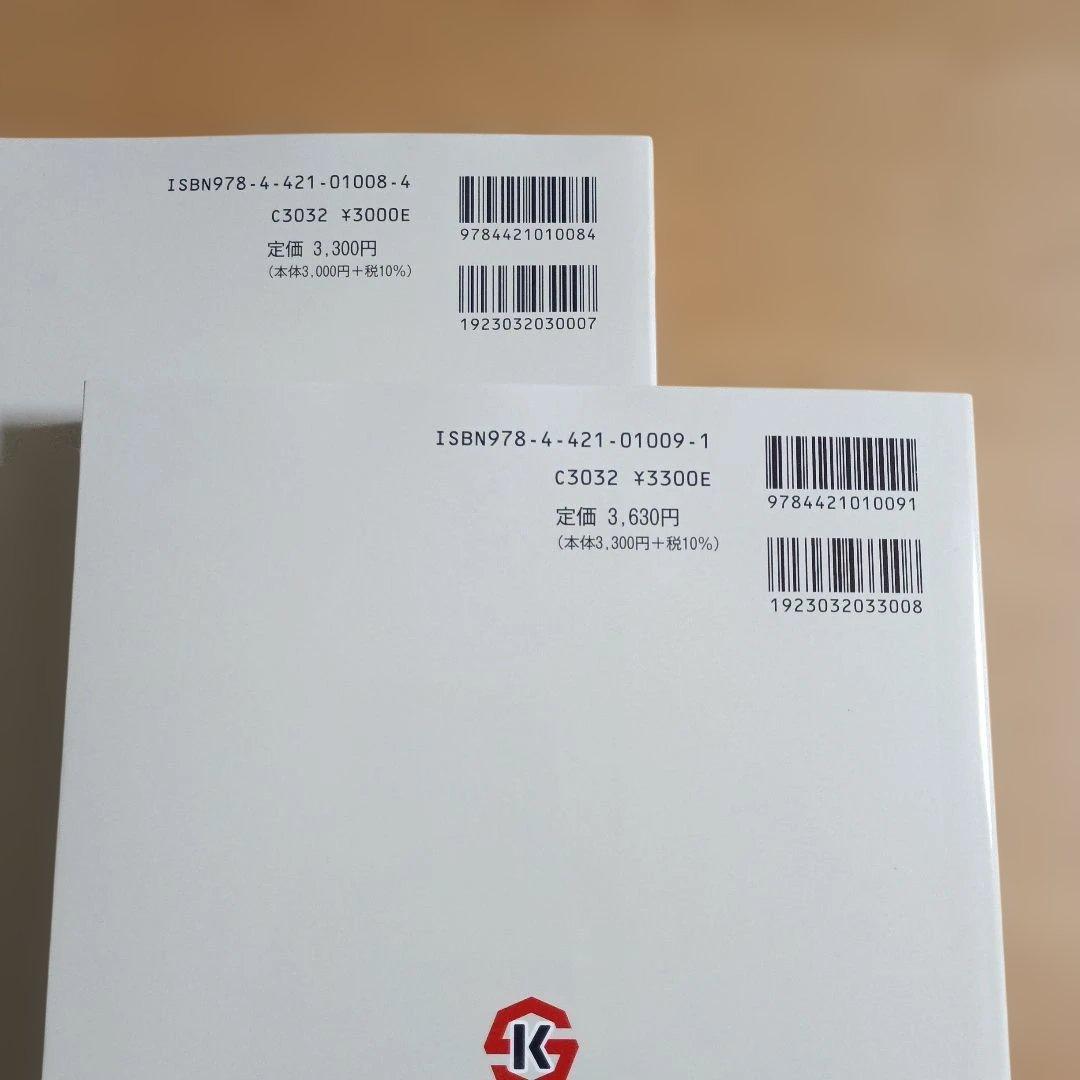 ISBN978-4-421-01008-4
C3032 ¥3000E
定価 3,300円
(本体3,000円+税10%)
9784421010084
1923032030007
ISBN978-4-421-01009-1
C3032 ¥3300E
定価 3,630円
(本体3,300円+税10%)
9784421010091
1923032033008
K